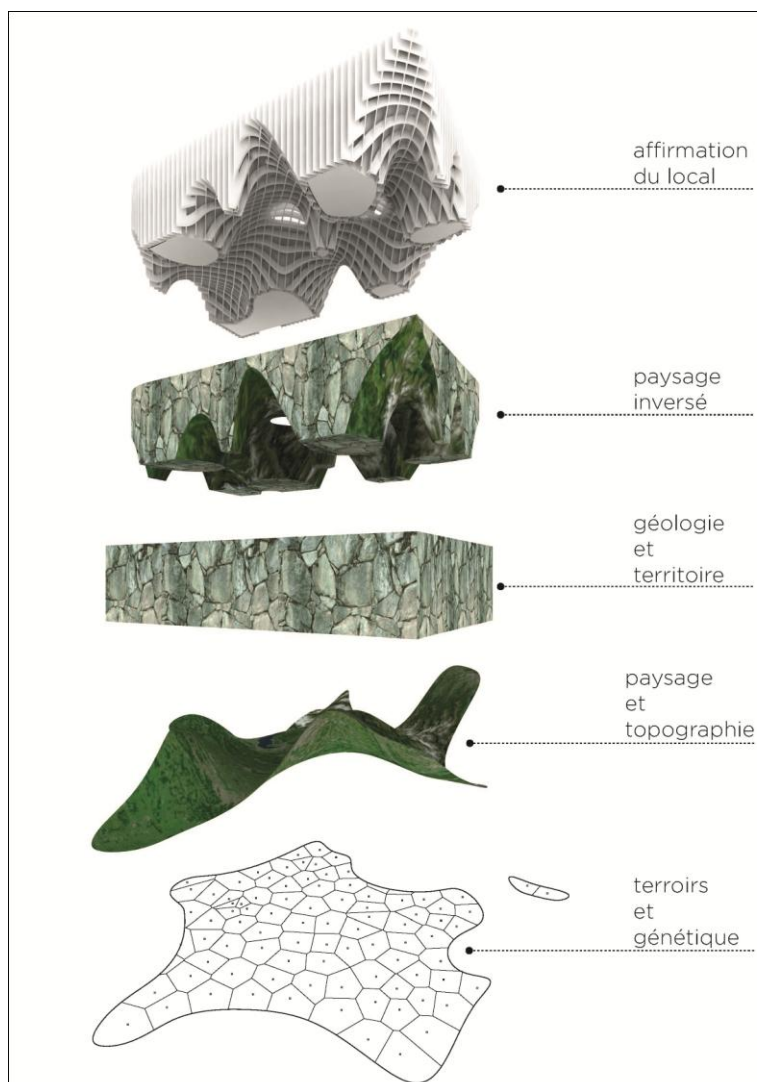 affirmation
du local
paysage
inversé
géologie
et
territoire
paysage
et
topographie
terroirs
et
génétique